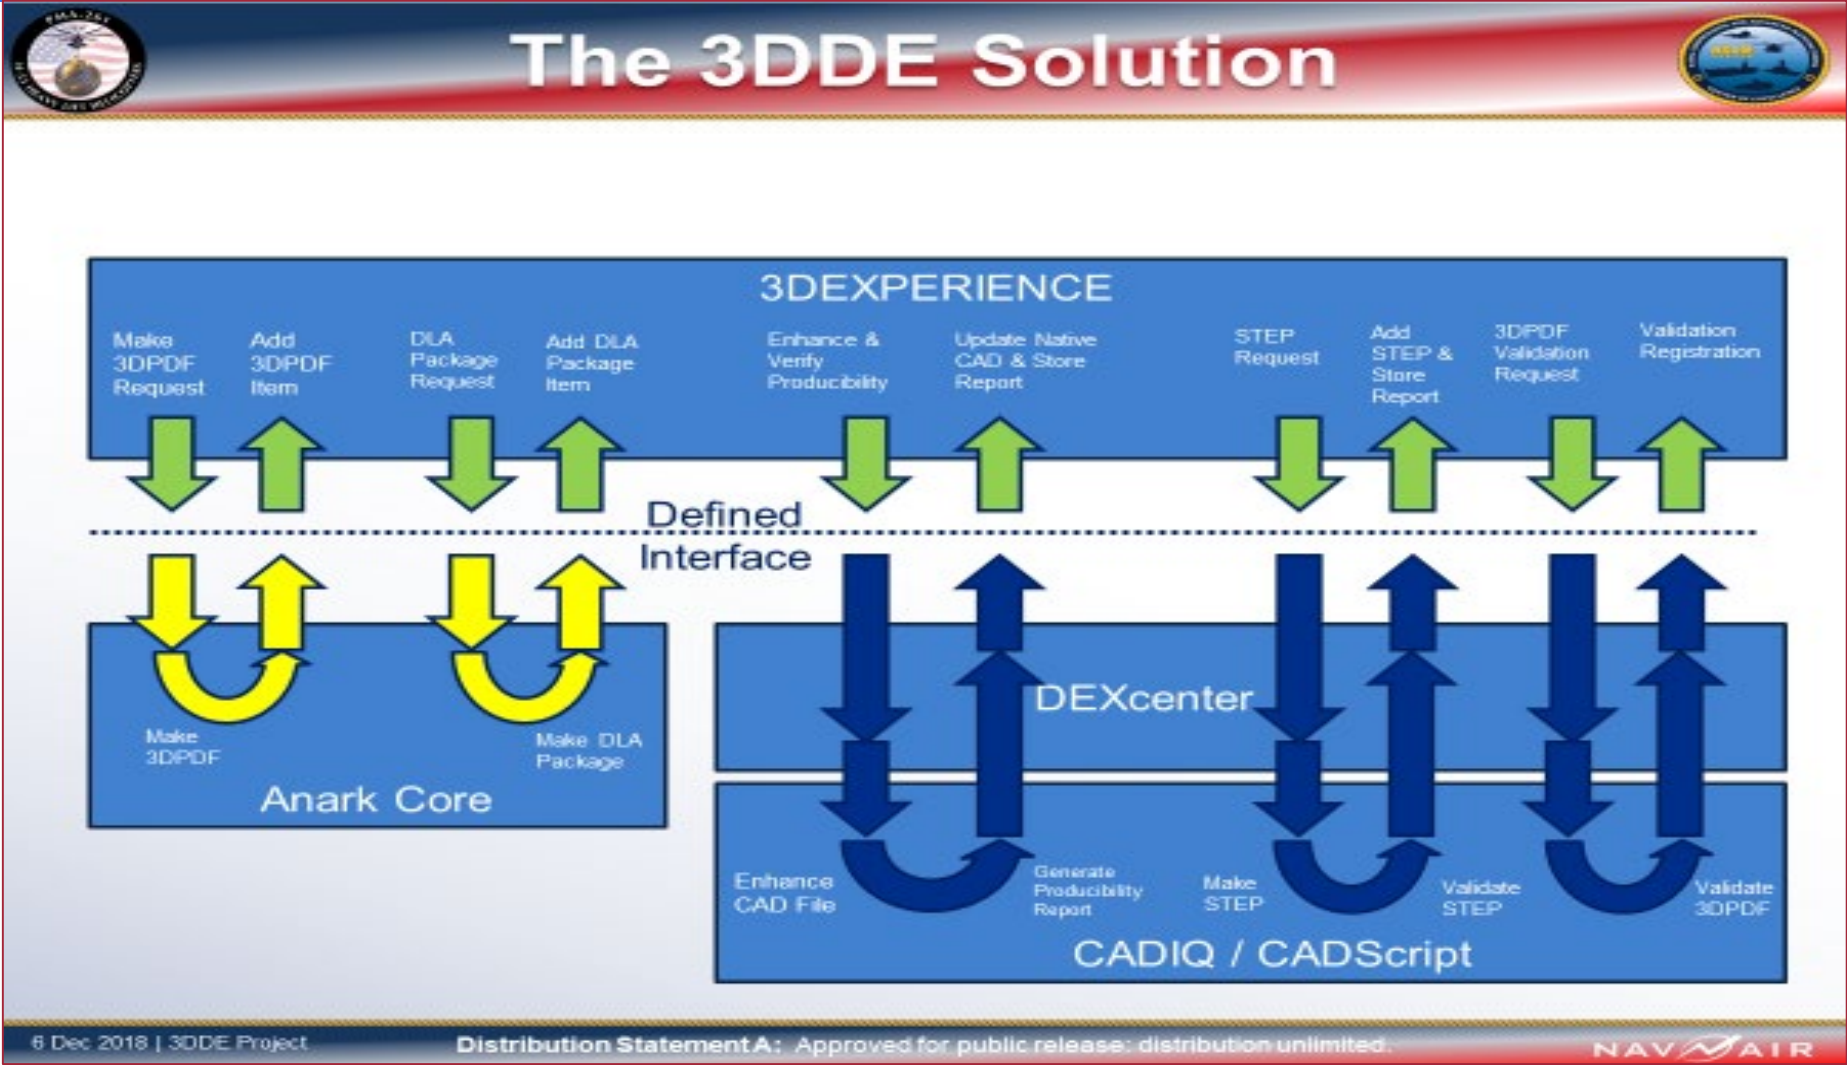 The 3DDE Solution
PMA-261
3DEXPERIENCE
Make
3DPDF
Request
Add
3DPDF
Item
DLA
Package
Request
Add DLA
Package
Item
Enhance &
Verify
Producibility
Update Native
CAD & Store
Report
STEP
Request
Add
STEP &
Store
Report
3DPDF
Validation
Request
Validation
Registration
Defined
Interface
Make
3DPDF
Make DLA
Package
Anark Core
DEXcenter
Enhance
CAD File
Generate
Producibility
Report
Make
STEP
Validate
STEP
Validate
3DPDF
CADIQ / CADScript
6 Dec 2018 | 3DDE Project
Distribution Statement A: Approved for public release: distribution unlimited.
NAVAIR